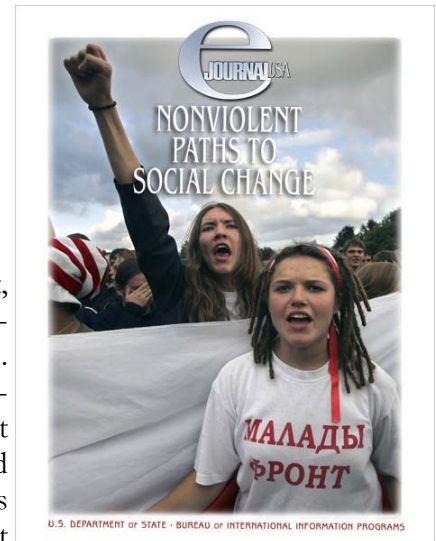 eJOURNAL USA
NONVIOLENT
PATHS TO
SOCIAL CHANGE
МАЛАДЫ
ФРОНТ
U.S. DEPARTMENT OF STATE • BUREAU OF INTERNATIONAL INFORMATION PROGRAMS